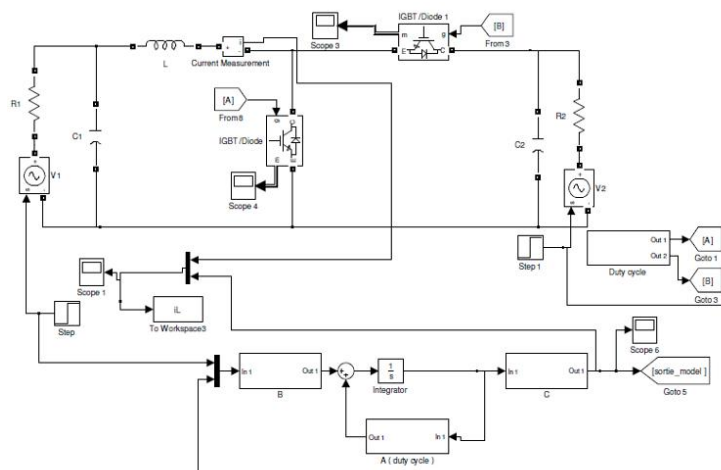 IGBT/Diode 1
[B]
From 3
Scope 3
m
g
E
C
i
+
-
L
Current Measurement
R1
C1
[A]
From8
IGBT /Diode
g
C
E
m
Scope 4
C2
R2
V1
V2
Step 1
Out 1
Out 2
Duty cycle
[A]
Goto 1
[B]
Goto 3
Scope 1
iL
To Workspace3
Step
Scope 6
In 1
Out 1
B
1
s
Integrator
In 1
Out 1
C
[sortie_model ]
Goto 5
Out 1
In 1
A ( duty cycle )